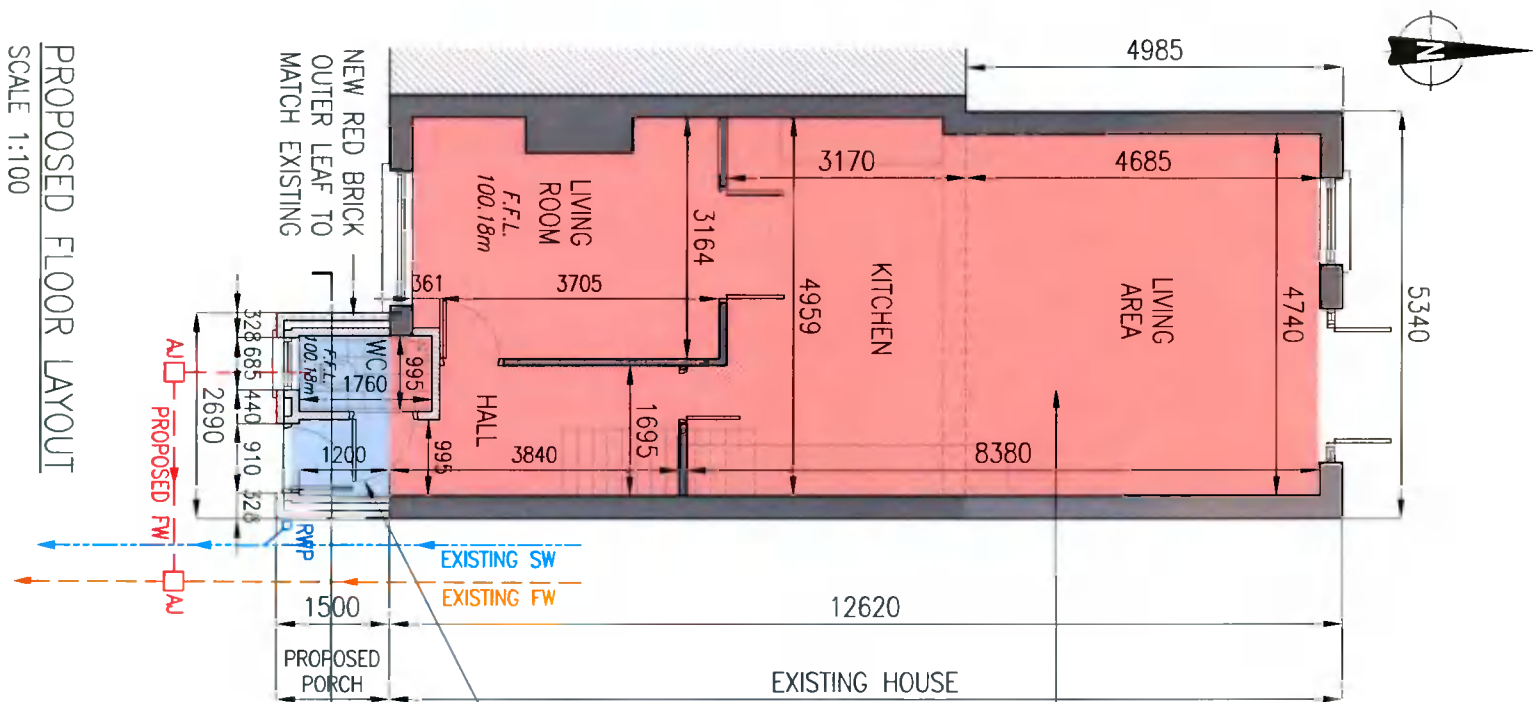 PROPOSED FLOOR LAYOUT
SCALE 1:100
NEW RED BRICK
OUTER LEAF TO
MATCH EXISTING
N
4985
5340
3170
4685
LIVING
ROOM
F.F.L.
100.18m
3164
4959
KITCHEN
LIVING
AREA
4740
361
3705
328
685
440
910
328
2690
WC
F.F.L.
100.18m
1760
995
HALL
995
1200
3840
1695
8380
AJ
PROPOSED FW
AJ
RWP
EXISTING SW
EXISTING FW
1500
12620
PROPOSED
PORCH
EXISTING HOUSE